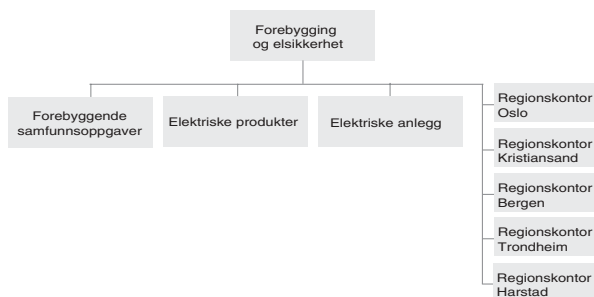 Forebygging
og elsikkerhet
Forebyggende
samfunnsoppgaver
Elektriske produkter
Elektriske anlegg
Regionskontor
Oslo
Regionskontor
Kristiansand
Regionskontor
Bergen
Regionskontor
Trondheim
Regionskontor
Harstad